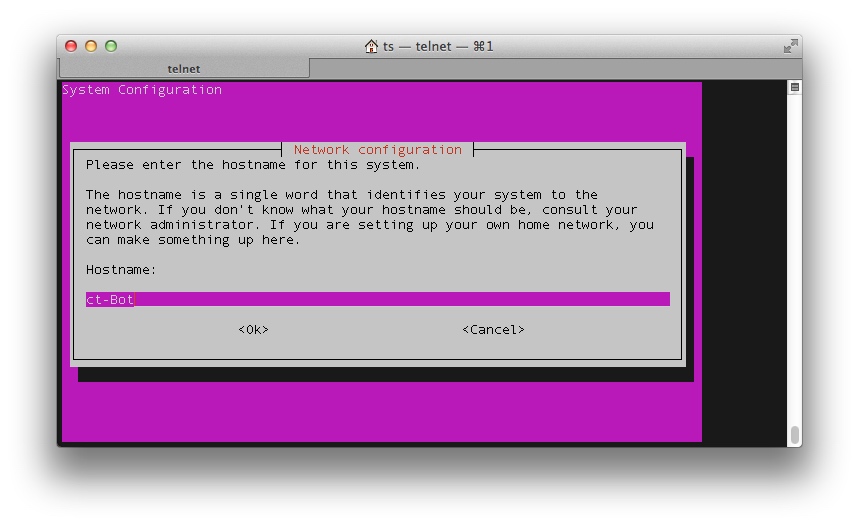 ts — telnet — ⌘1
telnet
System Configuration
Network configuration
Please enter the hostname for this system.
The hostname is a single word that identifies your system to the
network. If you don't know what your hostname should be, consult your
network administrator. If you are setting up your own home network, you
can make something up here.
Hostname:
ct-Bot
<Ok> <Cancel>